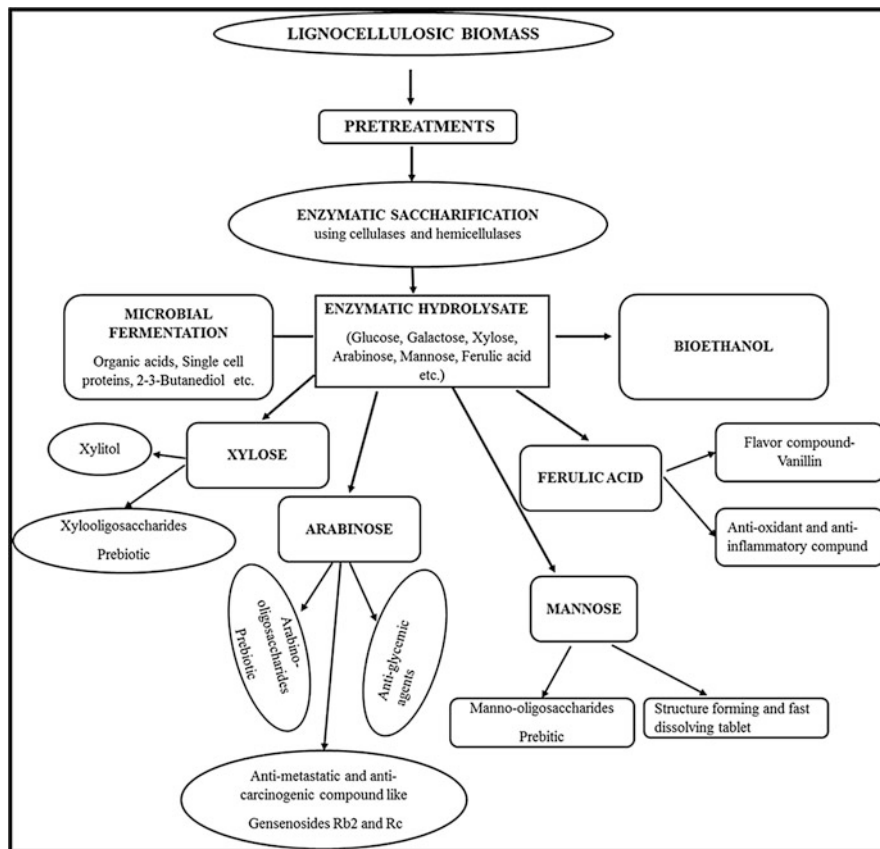 LIGNOCELLULOSIC BIOMASS
PRETREATMENTS
ENZYMATIC SACCHARIFICATION
using cellulases and hemicellulases
MICROBIAL
FERMENTATION
Organic acids, Single cell
proteins, 2-3-Butanediol etc.
ENZYMATIC HYDROLYSATE
(Glucose, Galactose, Xylose,
Arabinose, Mannose, Ferulic acid
etc.)
BIOETHANOL
Xylitol
XYLOSE
Xylooligosaccharides
Prebiotic
ARABINOSE
FERULIC ACID
Flavor compound-
Vanillin
Anti-oxidant and anti-
inflammatory compund
Arabino-
oligosaccharides
Prebiotic
Anti-glycemic
agents
MANNOSE
Manno-oligosaccharides
Prebitic
Structure forming and fast
dissolving tablet
Anti-metastatic and anti-
carcinogenic compound like
Gensenosides Rb2 and Rc